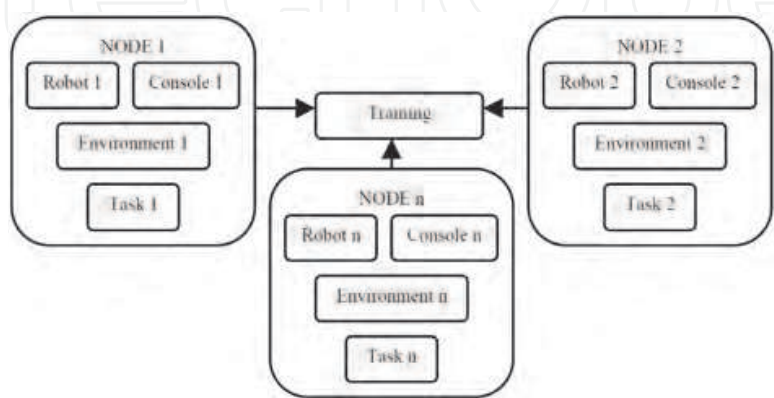 NODE 1
Robot 1
Console 1
Environment 1
Task 1
Training
NODE 2
Robot 2
Console 2
Environment 2
Task 2
NODE n
Robot n
Console n
Environment n
Task n